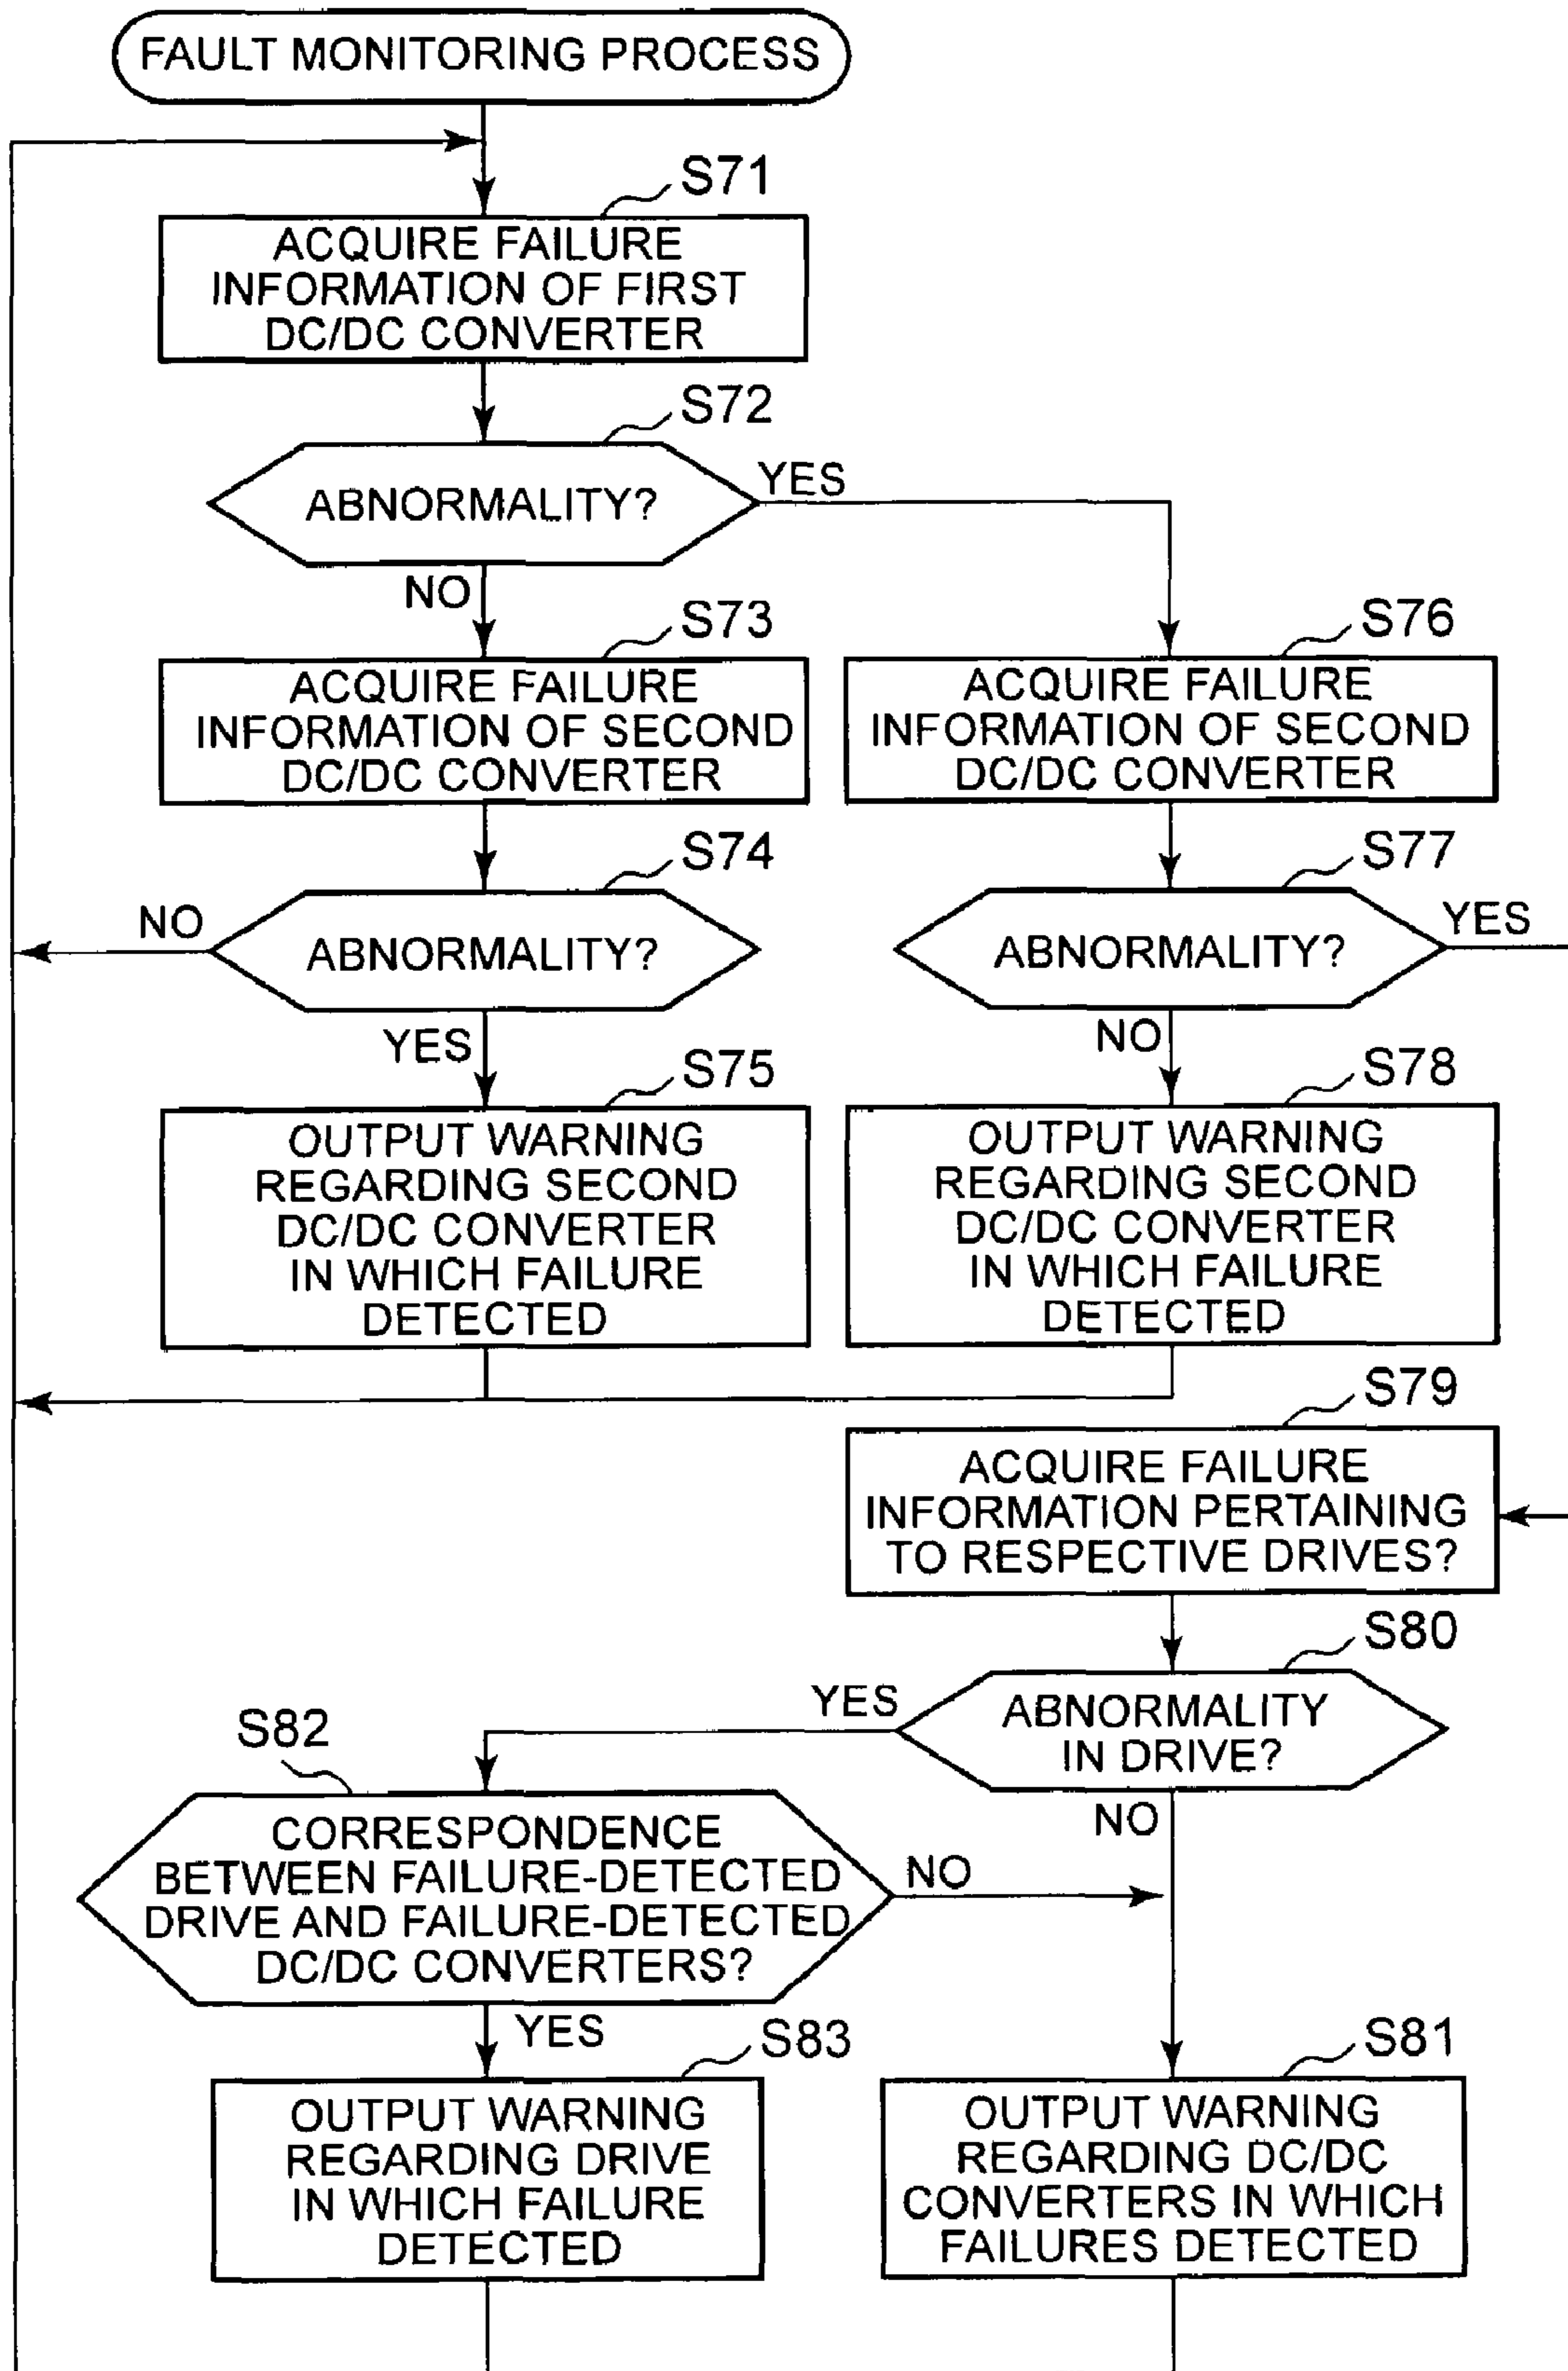 FAULT MONITORING PROCESS
S71
ACQUIRE FAILURE
INFORMATION OF FIRST
DC/DC CONVERTER
S72
ABNORMALITY?
YES
NO
S73
ACQUIRE FAILURE
INFORMATION OF SECOND
DC/DC CONVERTER
S76
ACQUIRE FAILURE
INFORMATION OF SECOND
DC/DC CONVERTER
S74
NO
ABNORMALITY?
YES
S77
ABNORMALITY?
YES
NO
S75
OUTPUT WARNING
REGARDING SECOND
DC/DC CONVERTER
IN WHICH FAILURE
DETECTED
S78
OUTPUT WARNING
REGARDING SECOND
DC/DC CONVERTER
IN WHICH FAILURE
DETECTED
S79
ACQUIRE FAILURE
INFORMATION PERTAINING
TO RESPECTIVE DRIVES?
S80
YES
ABNORMALITY
IN DRIVE?
NO
S82
CORRESPONDENCE
BETWEEN FAILURE-DETECTED
DRIVE AND FAILURE-DETECTED
DC/DC CONVERTERS?
NO
YES
S83
OUTPUT WARNING
REGARDING DRIVE
IN WHICH FAILURE
DETECTED
S81
OUTPUT WARNING
REGARDING DC/DC
CONVERTERS IN WHICH
FAILURES DETECTED